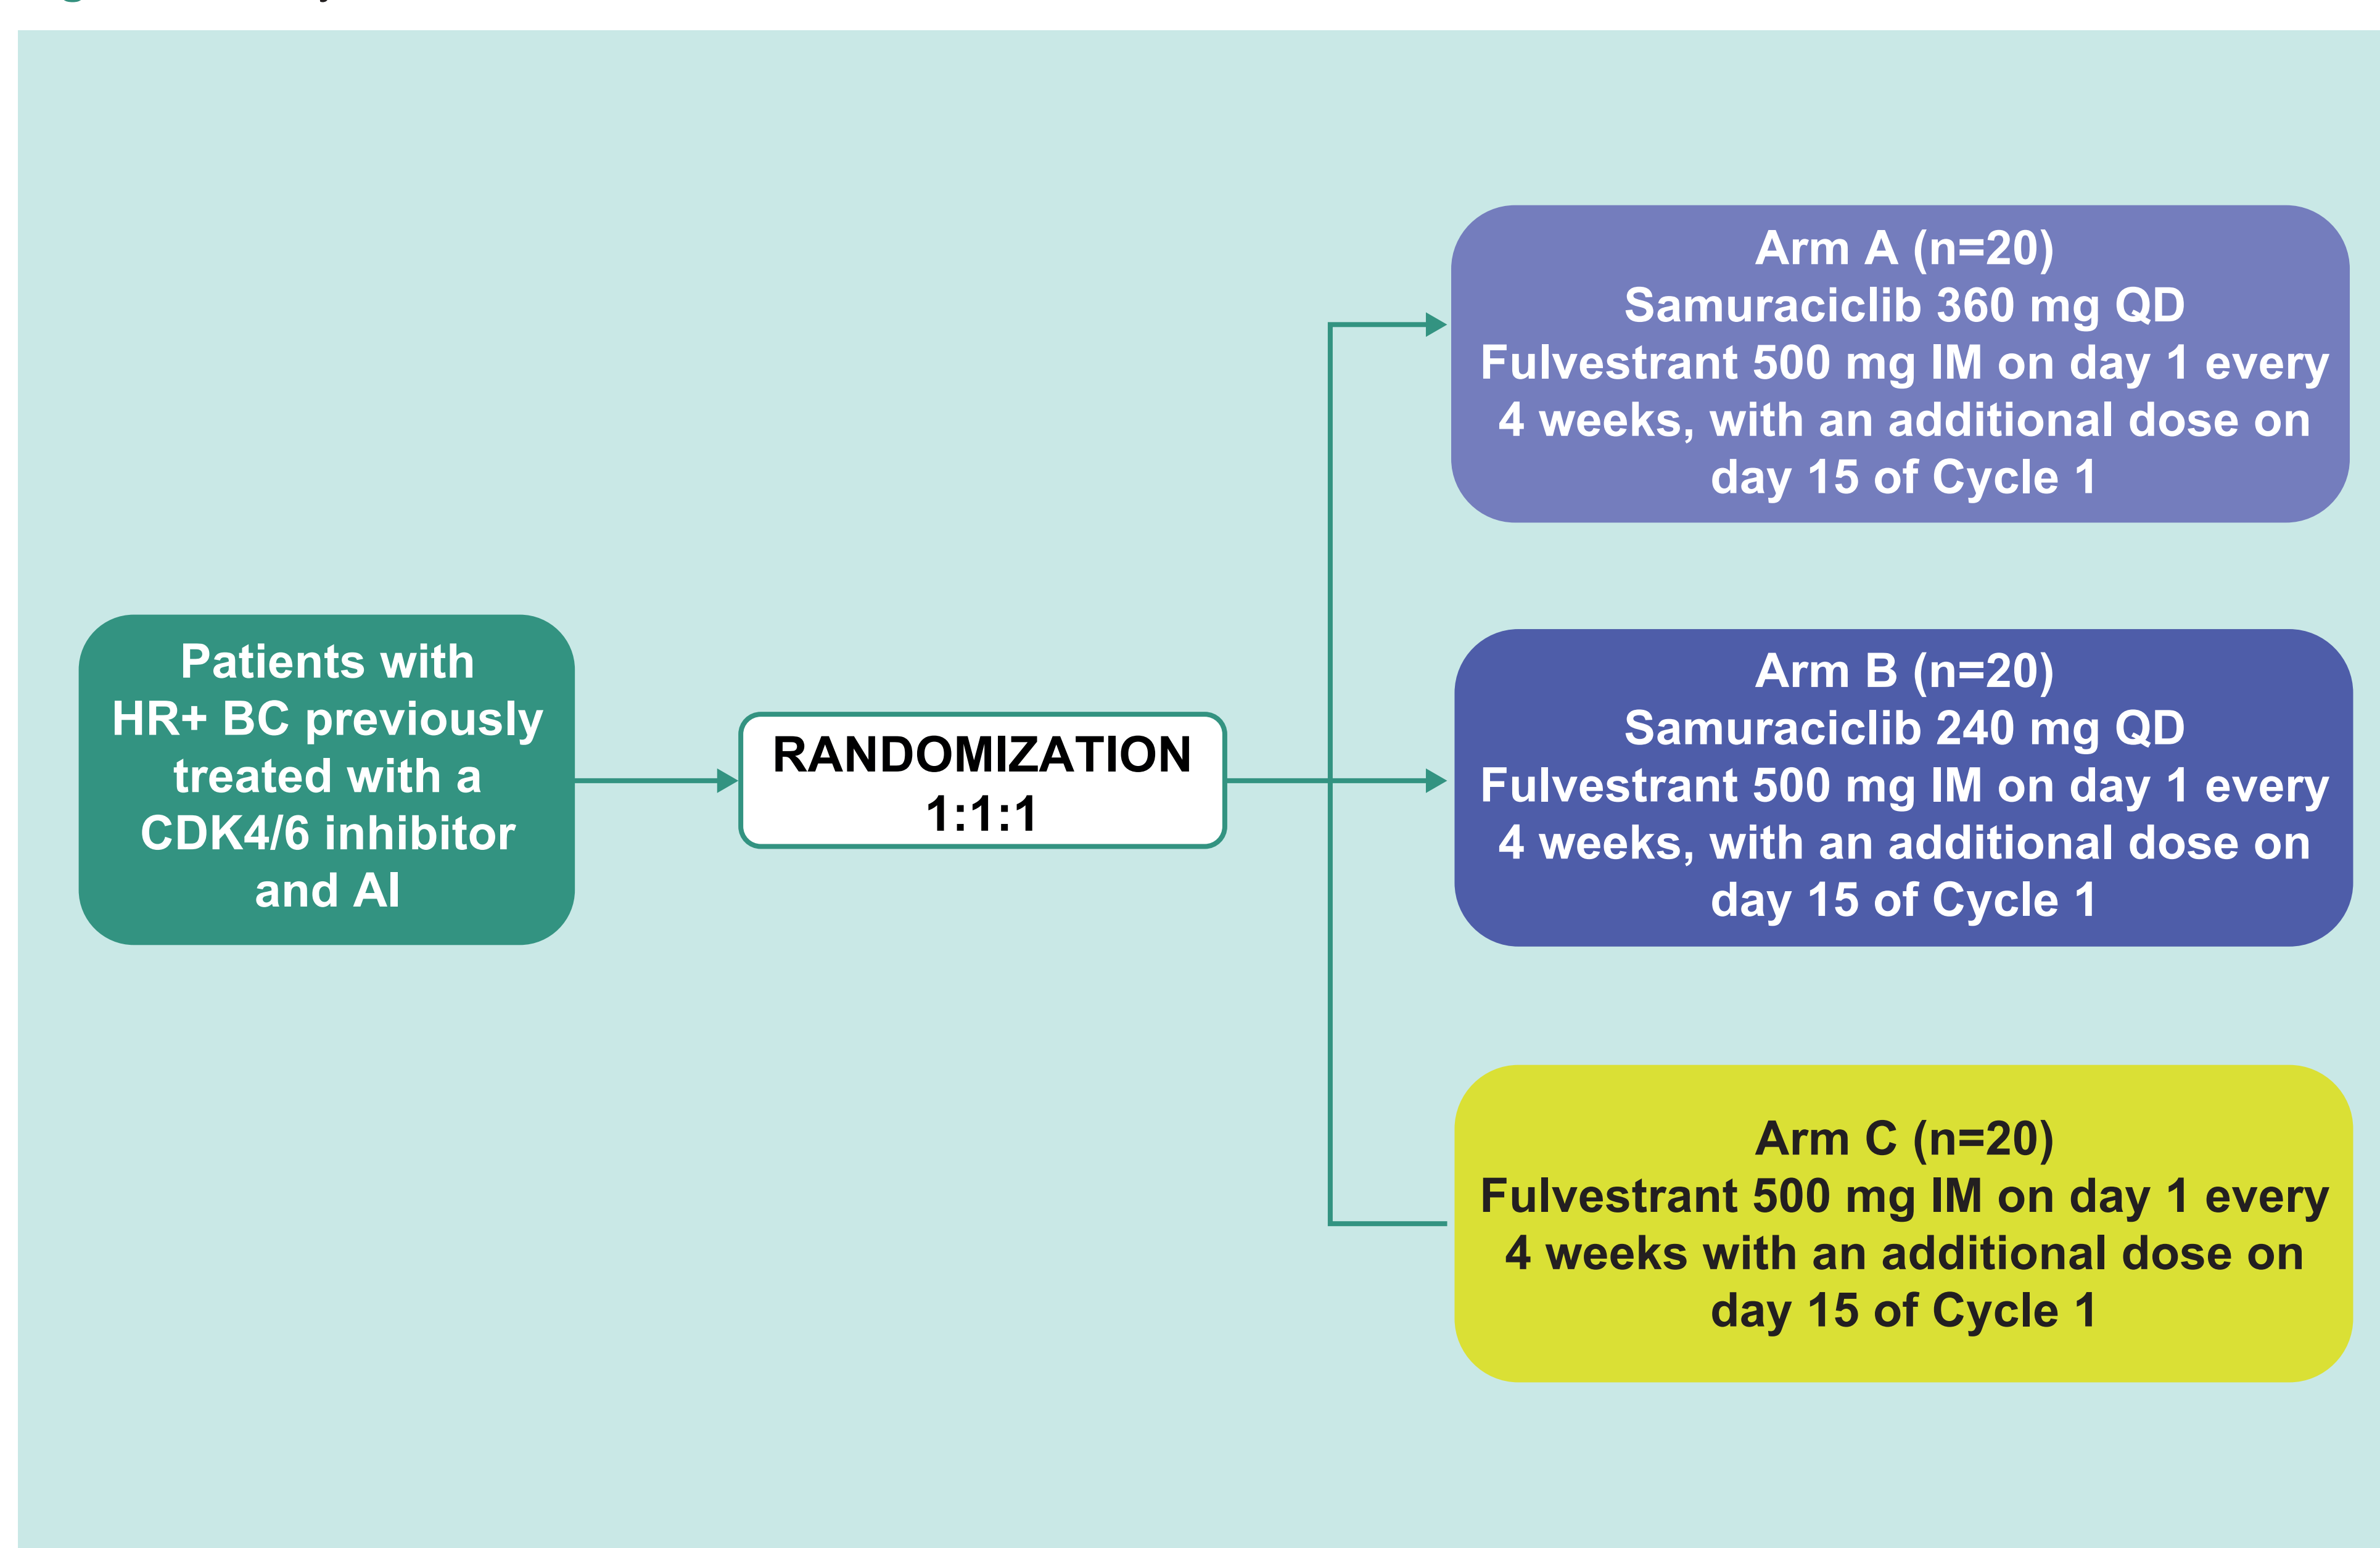 Patients with
HR+ BC previously
treated with a
CDK4/6 inhibitor
and AI
RANDOMIZATION
1:1:1
Arm A (n=20)
Samuraciclib 360 mg QD
Fulvestrant 500 mg IM on day 1 every
4 weeks, with an additional dose on
day 15 of Cycle 1
Arm B (n=20)
Samuraciclib 240 mg QD
Fulvestrant 500 mg IM on day 1 every
4 weeks, with an additional dose on
day 15 of Cycle 1
Arm C (n=20)
Fulvestrant 500 mg IM on day 1 every
4 weeks with an additional dose on
day 15 of Cycle 1